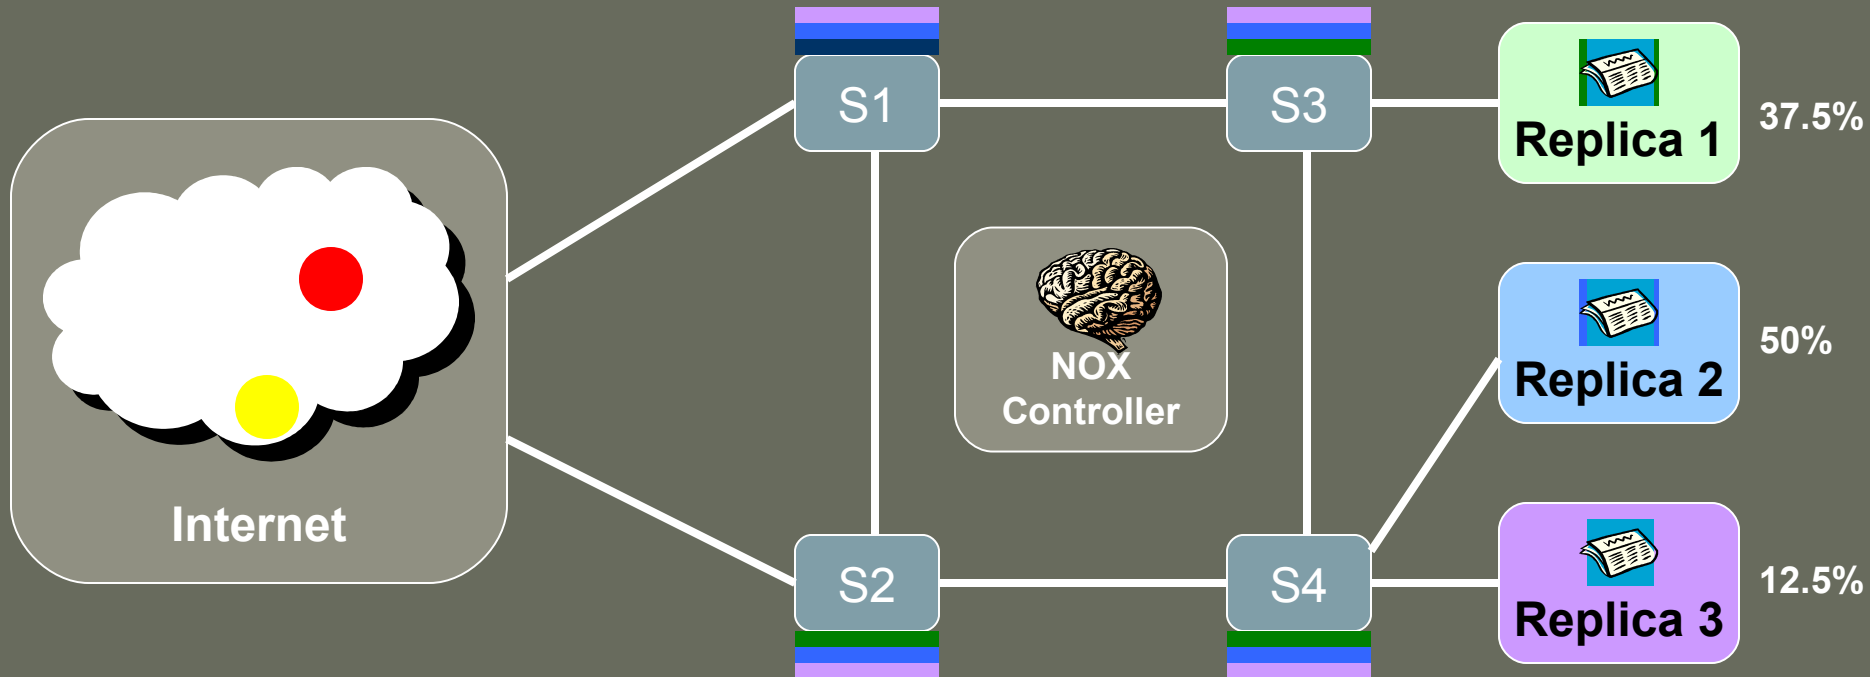 S1
S3
Replica 1
37.5%
NOX
Controller
Replica 2
50%
Internet
S2
S4
Replica 3
12.5%